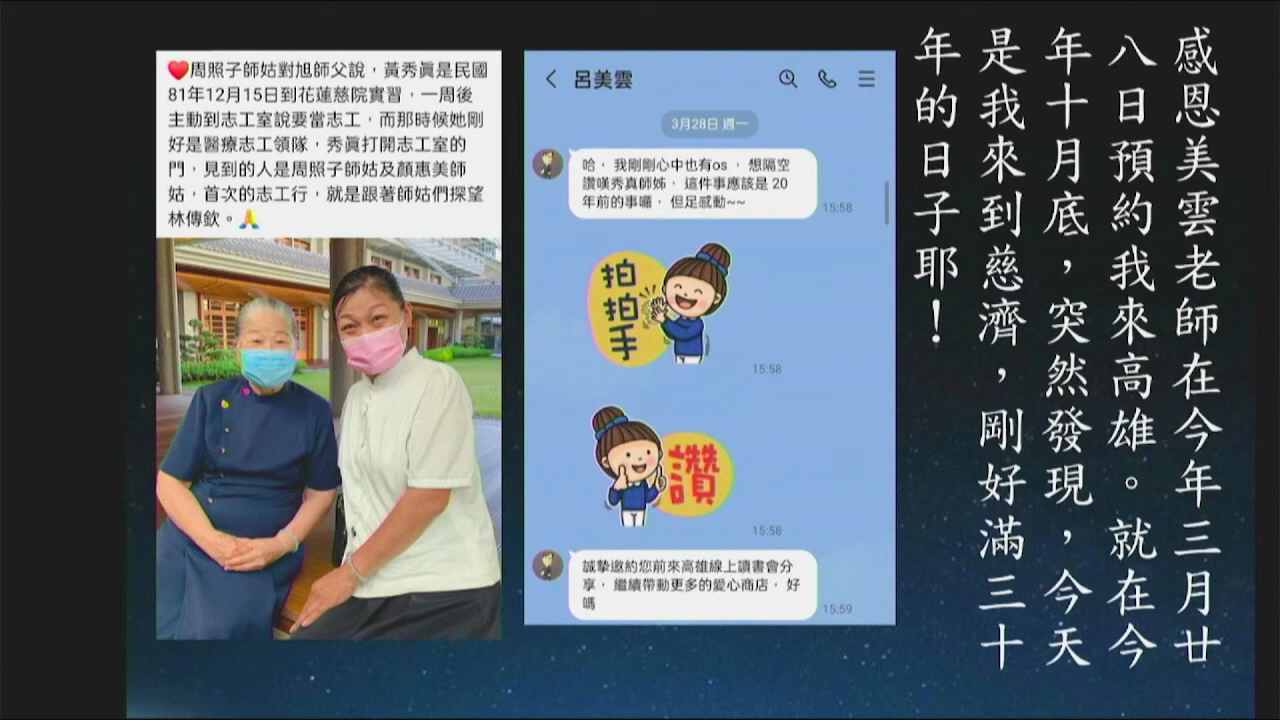 ❤️周照子師姑對旭師父說，黃秀眞是民國
81年12月15日到花蓮慈院實習，一周後
主動到志工室說要當志工，而那時候她剛
好是醫療志工領隊，秀眞打開志工室的
門，見到的人是周照子師姑及顏惠美師
姑，首次的志工行，就是跟著師姑們探望
林傳欽。🙏
呂美雲
3月28日 週一
哈， 我剛剛心中也有os ， 想隔空
讚嘆秀真師姊， 這件事應該是 20
年前的事囉， 但足感動~~
15:58
拍
拍
手
15:58
讚
15:58
誠摯邀約您前來高雄線上讀書會分
享， 繼續帶動更多的愛心商店， 好
嗎
15:59
感恩美雲老師在今年三月廿
八日預約我來高雄。就在今
年十月底，突然發現，今天
是我來到慈濟，剛好滿三十
年的日子耶！